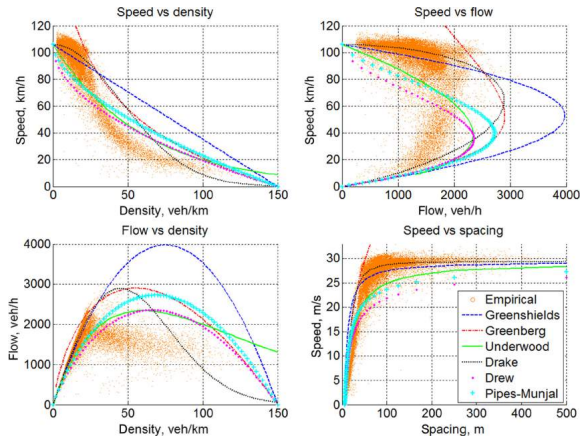 Speed vs density
120
100
80
60
40
20
0
0 50 100 150
Speed, km/h
Density, veh/km
Speed vs flow
120
100
80
60
40
20
0
0 1000 2000 3000 4000
Speed, km/h
Flow, veh/h
Flow vs density
4000
3000
2000
1000
0
0 50 100 150
Flow, veh/h
Density, veh/km
Speed vs spacing
30
25
20
15
10
5
0
0 100 200 300 400 500
Speed, m/s
Spacing, m
Empirical
Greenshields
Greenberg
Underwood
Drake
Drew
Pipes-Munjal